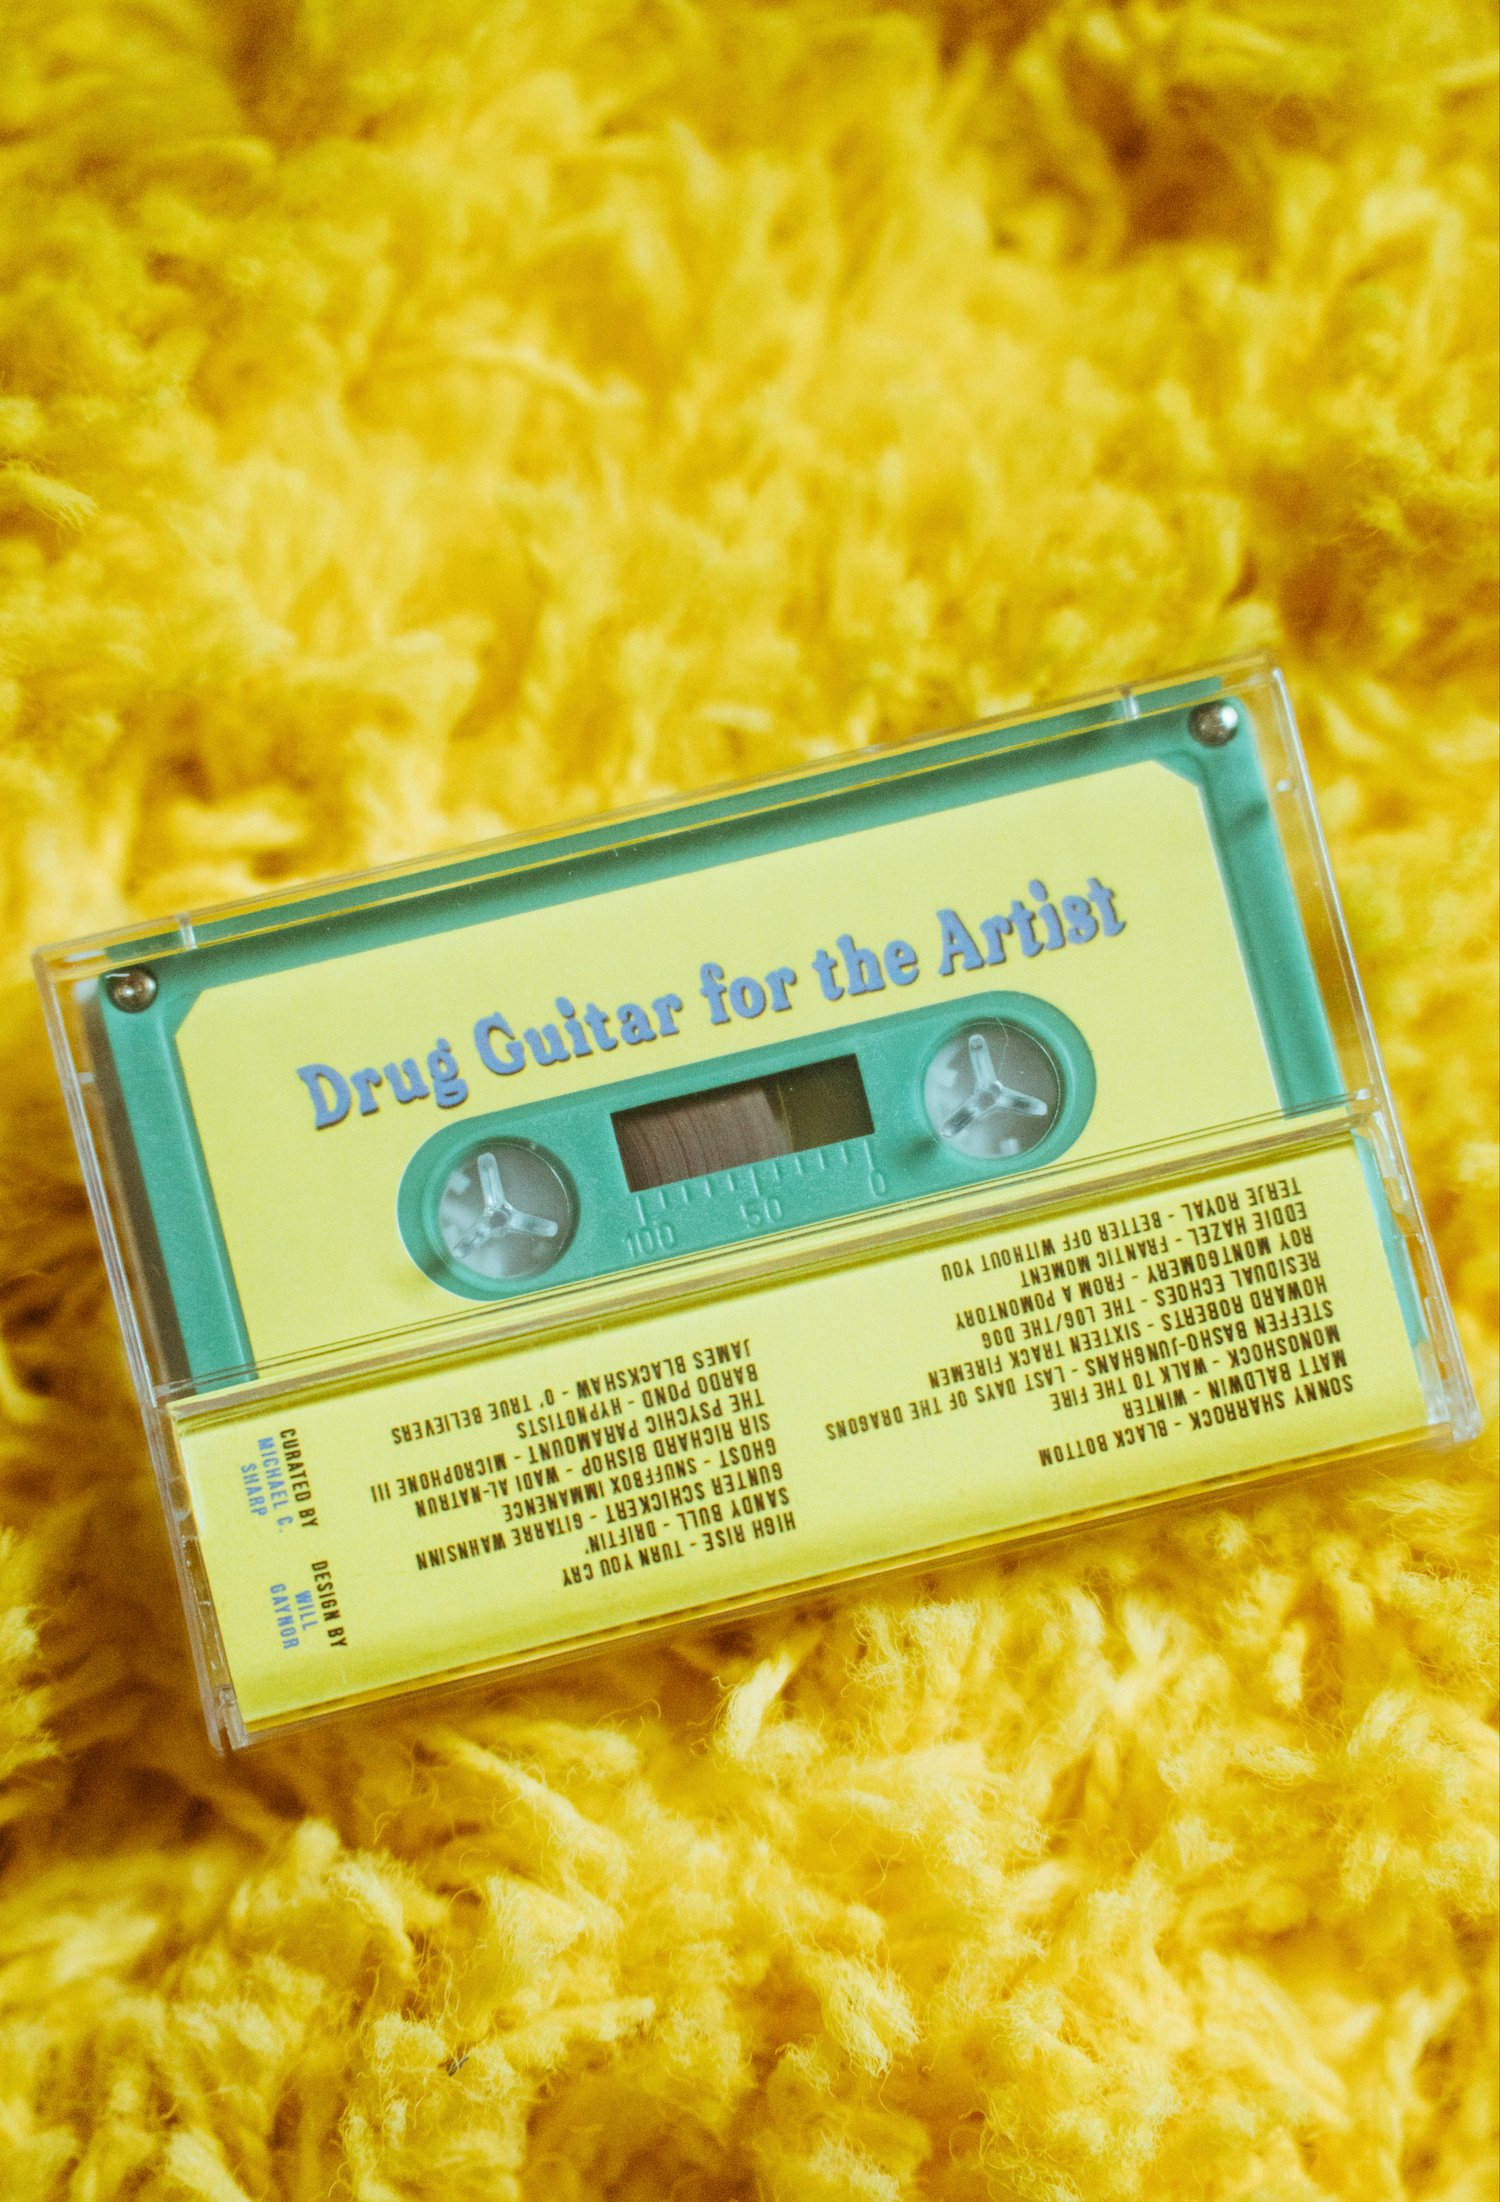 Drug Guitar for the Artist
100 50 0
SONNY SHARROCK - BLACK BOTTOM
MATT BALDWIN - WINTER
MONOSHOCK - WALK TO THE FIRE
STEFFEN BASHO-JUNGHANS - LAST DAYS OF THE DRAGONS
HOWARD ROBERTS - SIXTEEN TRACK FIREMEN
RESIDUAL ECHOES - THE LOG/THE DOG
ROY MONTGOMERY - FROM A POMONTORY
EDDIE HAZEL - FRANTIC MOMENT
TERJE ROYAL - BETTER OFF WITHOUT YOU
HIGH RISE - TURN YOU CRY
SANDY BULL - DRIFTIN'
GUNTER SCHICKERT - GITARRE WAHNSINN
GHOST - SNUFFBOX IMMANENCE
SIR RICHARD BISHOP - WADI AL-NATRUN
THE PSYCHIC PARAMOUNT - MICROPHONE III
BARDO POND - HYPNOTISTS
JAMES BLACKSHAW - O' TRUE BELIEVERS
CURATED BY
MICHAEL C.
SHARP
DESIGN BY
WILL
GAYNOR